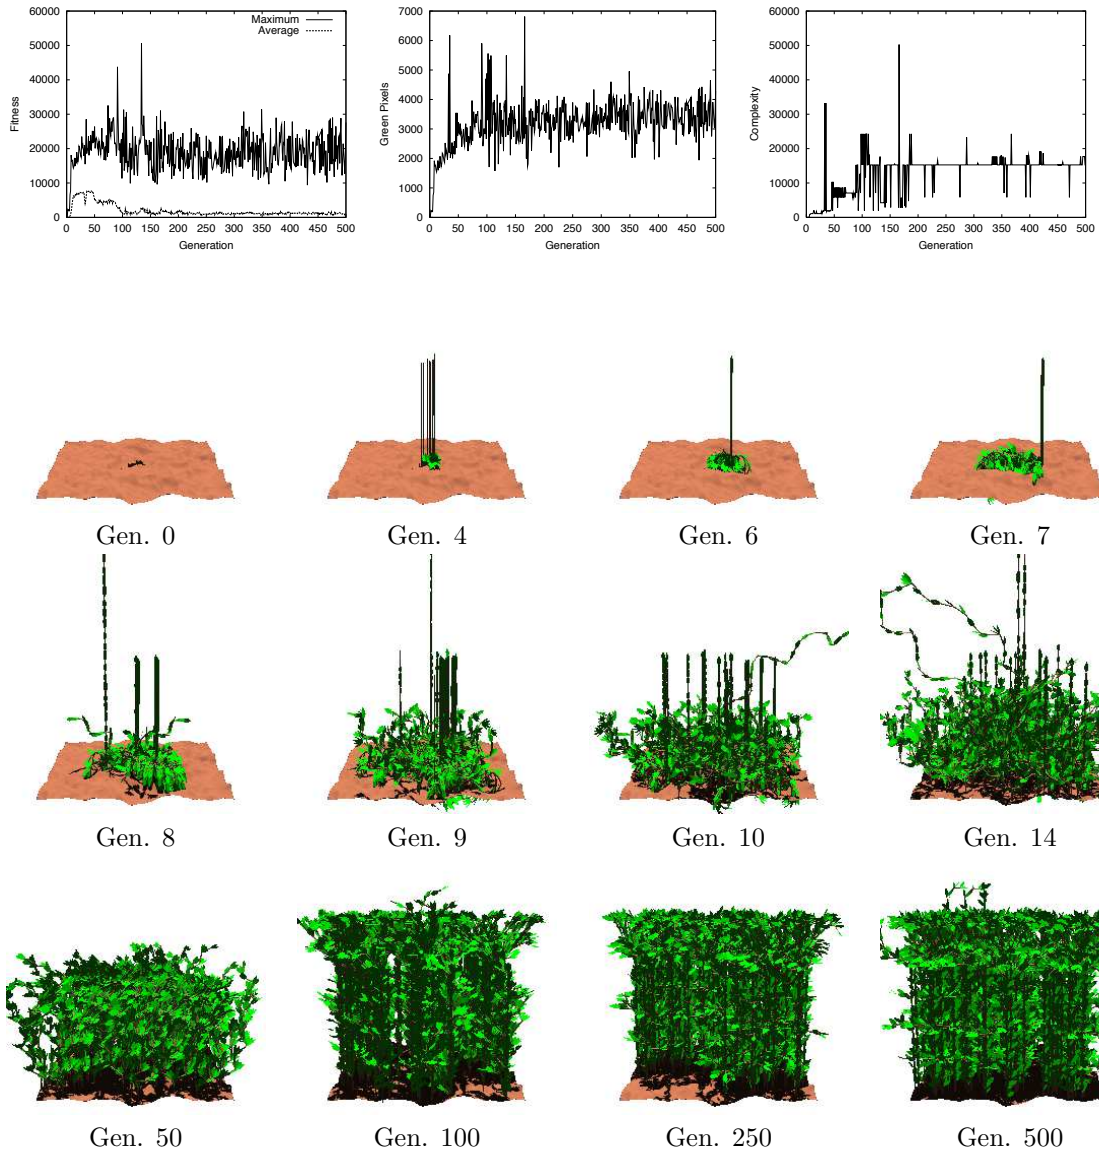 60000
50000
40000
30000
20000
10000
0
Fitness
Maximum
Average
0 50 100 150 200 250 300 350 400 450 500
Generation
7000
6000
5000
4000
3000
2000
1000
0
Green Pixels
0 50 100 150 200 250 300 350 400 450 500
Generation
60000
50000
40000
30000
20000
10000
0
Complexity
0 50 100 150 200 250 300 350 400 450 500
Generation
Gen. 0
Gen. 4
Gen. 6
Gen. 7
Gen. 8
Gen. 9
Gen. 10
Gen. 14
Gen. 50
Gen. 100
Gen. 250
Gen. 500